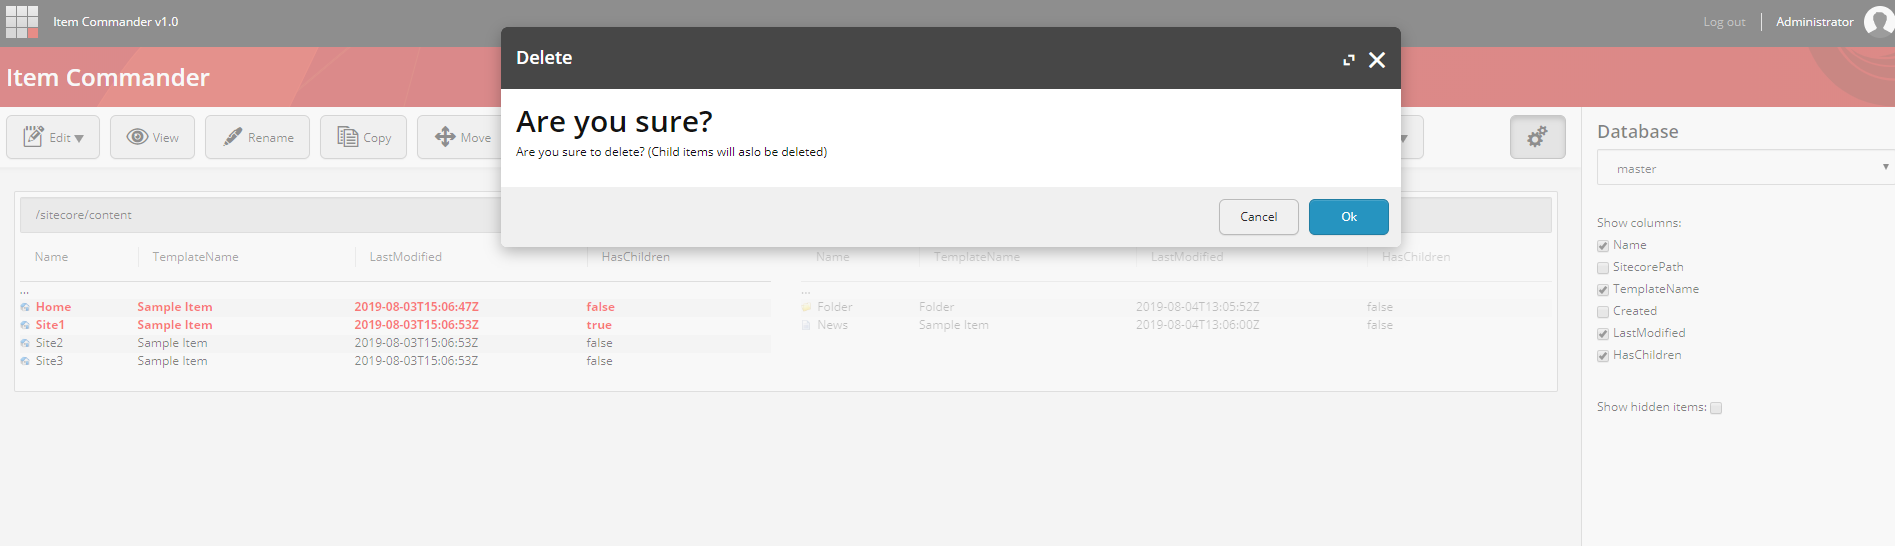 Item Commander v1.0
Log out
Administrator
Item Commander
Delete
Are you sure?
Are you sure to delete? (Child items will aslo be deleted)
Cancel
Ok
Edit
View
Rename
Copy
Move
/sitecore/content
Name TemplateName LastModified HasChildren
...
Home Sample Item 2019-08-03T15:06:47Z false
Site1 Sample Item 2019-08-03T15:06:53Z true
Site2 Sample Item 2019-08-03T15:06:53Z false
Site3 Sample Item 2019-08-03T15:06:53Z false
Name TemplateName LastModified HasChildren
...
Folder Folder 2019-08-04T13:05:52Z false
News Sample Item 2019-08-04T13:06:00Z false
Database
master
Show columns:
Name
SitecorePath
TemplateName
Created
LastModified
HasChildren
Show hidden items: